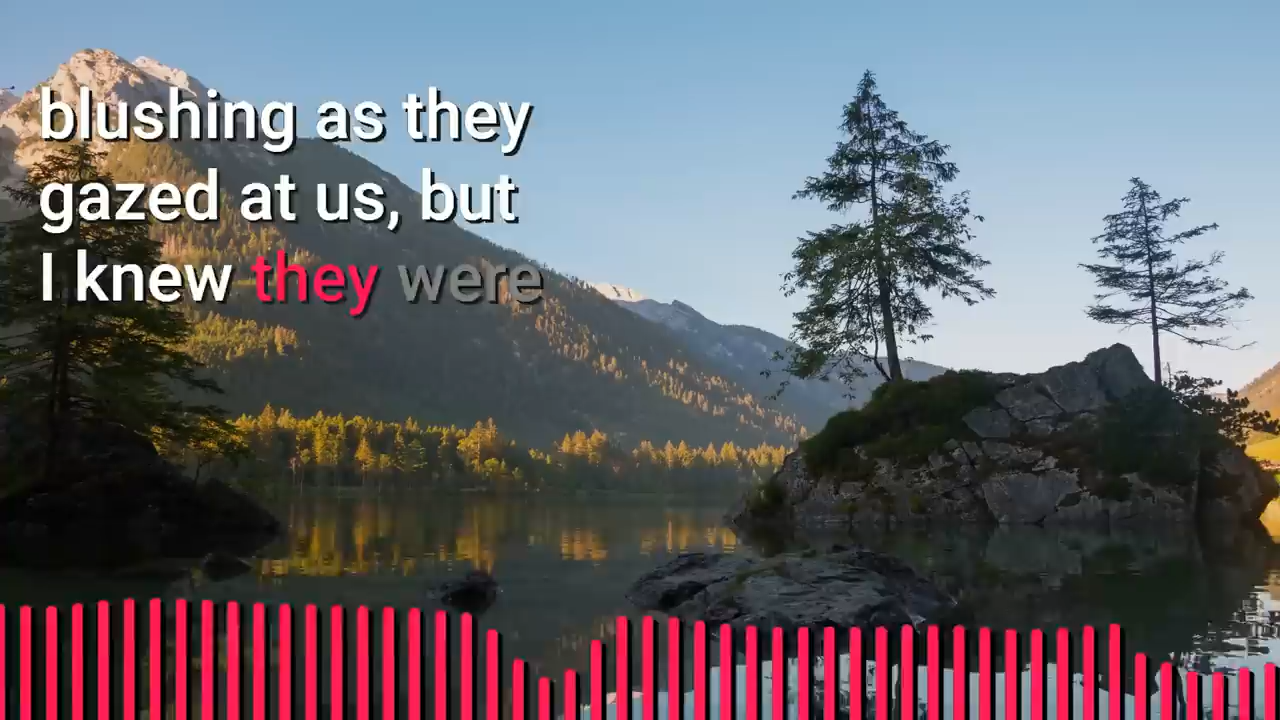 blushing as they
gazed at us, but
I knew they were